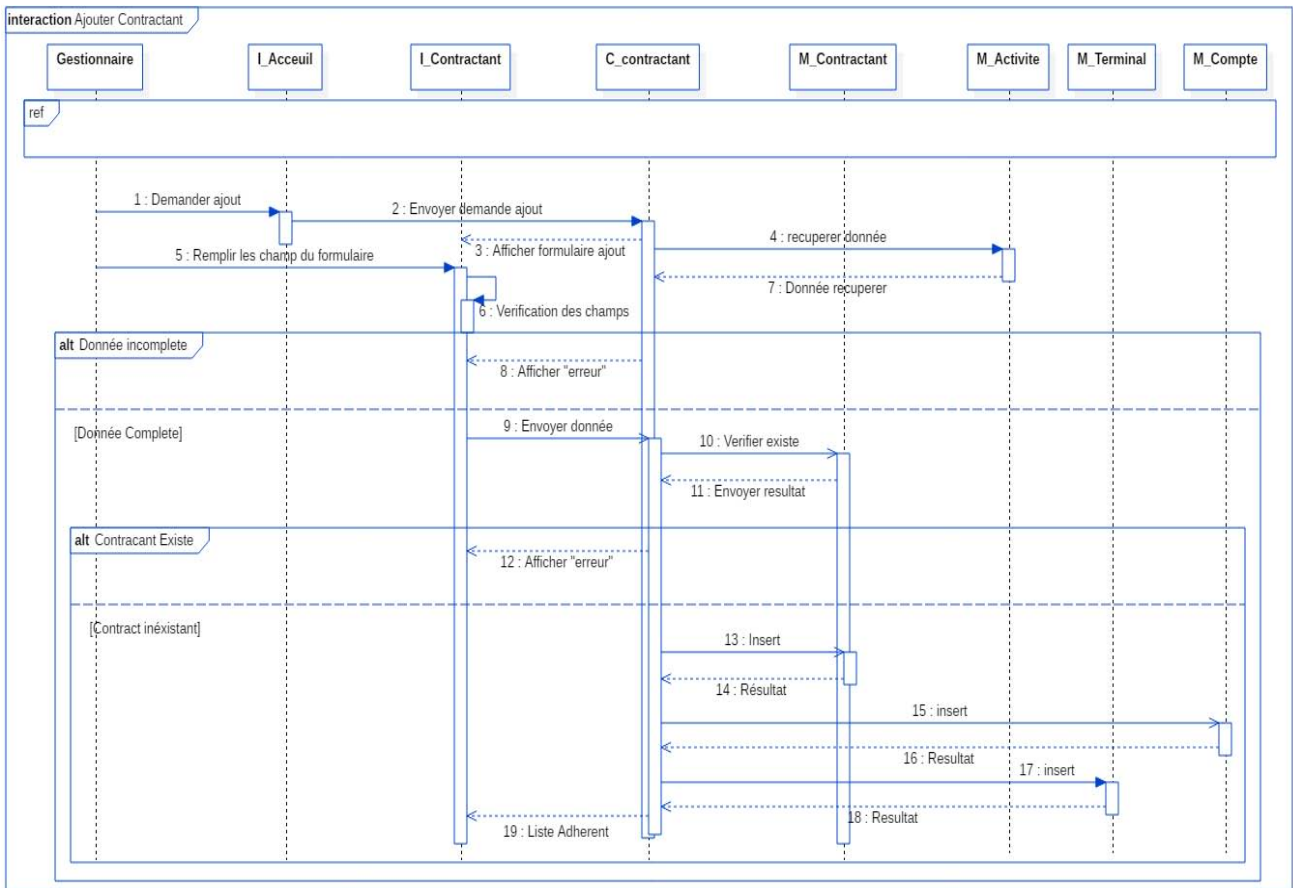 interaction Ajouter Contractant
Gestionnaire
I_Acceuil
I_Contractant
C_contractant
M_Contractant
M_Activite
M_Terminal
M_Compte
ref
1 : Demander ajout
2 : Envoyer demande ajout
3 : Afficher formulaire ajout
4 : recuperer donnée
5 : Remplir les champ du formulaire
7 : Donnée recuperer
6 : Verification des champs
alt Donnée incomplete
8 : Afficher "erreur"
[Donnée Complete]
9 : Envoyer donnée
10 : Verifier existe
11 : Envoyer resultat
alt Contracant Existe
12 : Afficher "erreur"
[Contract inéxistant]
13 : Insert
14 : Résultat
15 : insert
16 : Resultat
17 : insert
18 : Resultat
19 : Liste Adherent